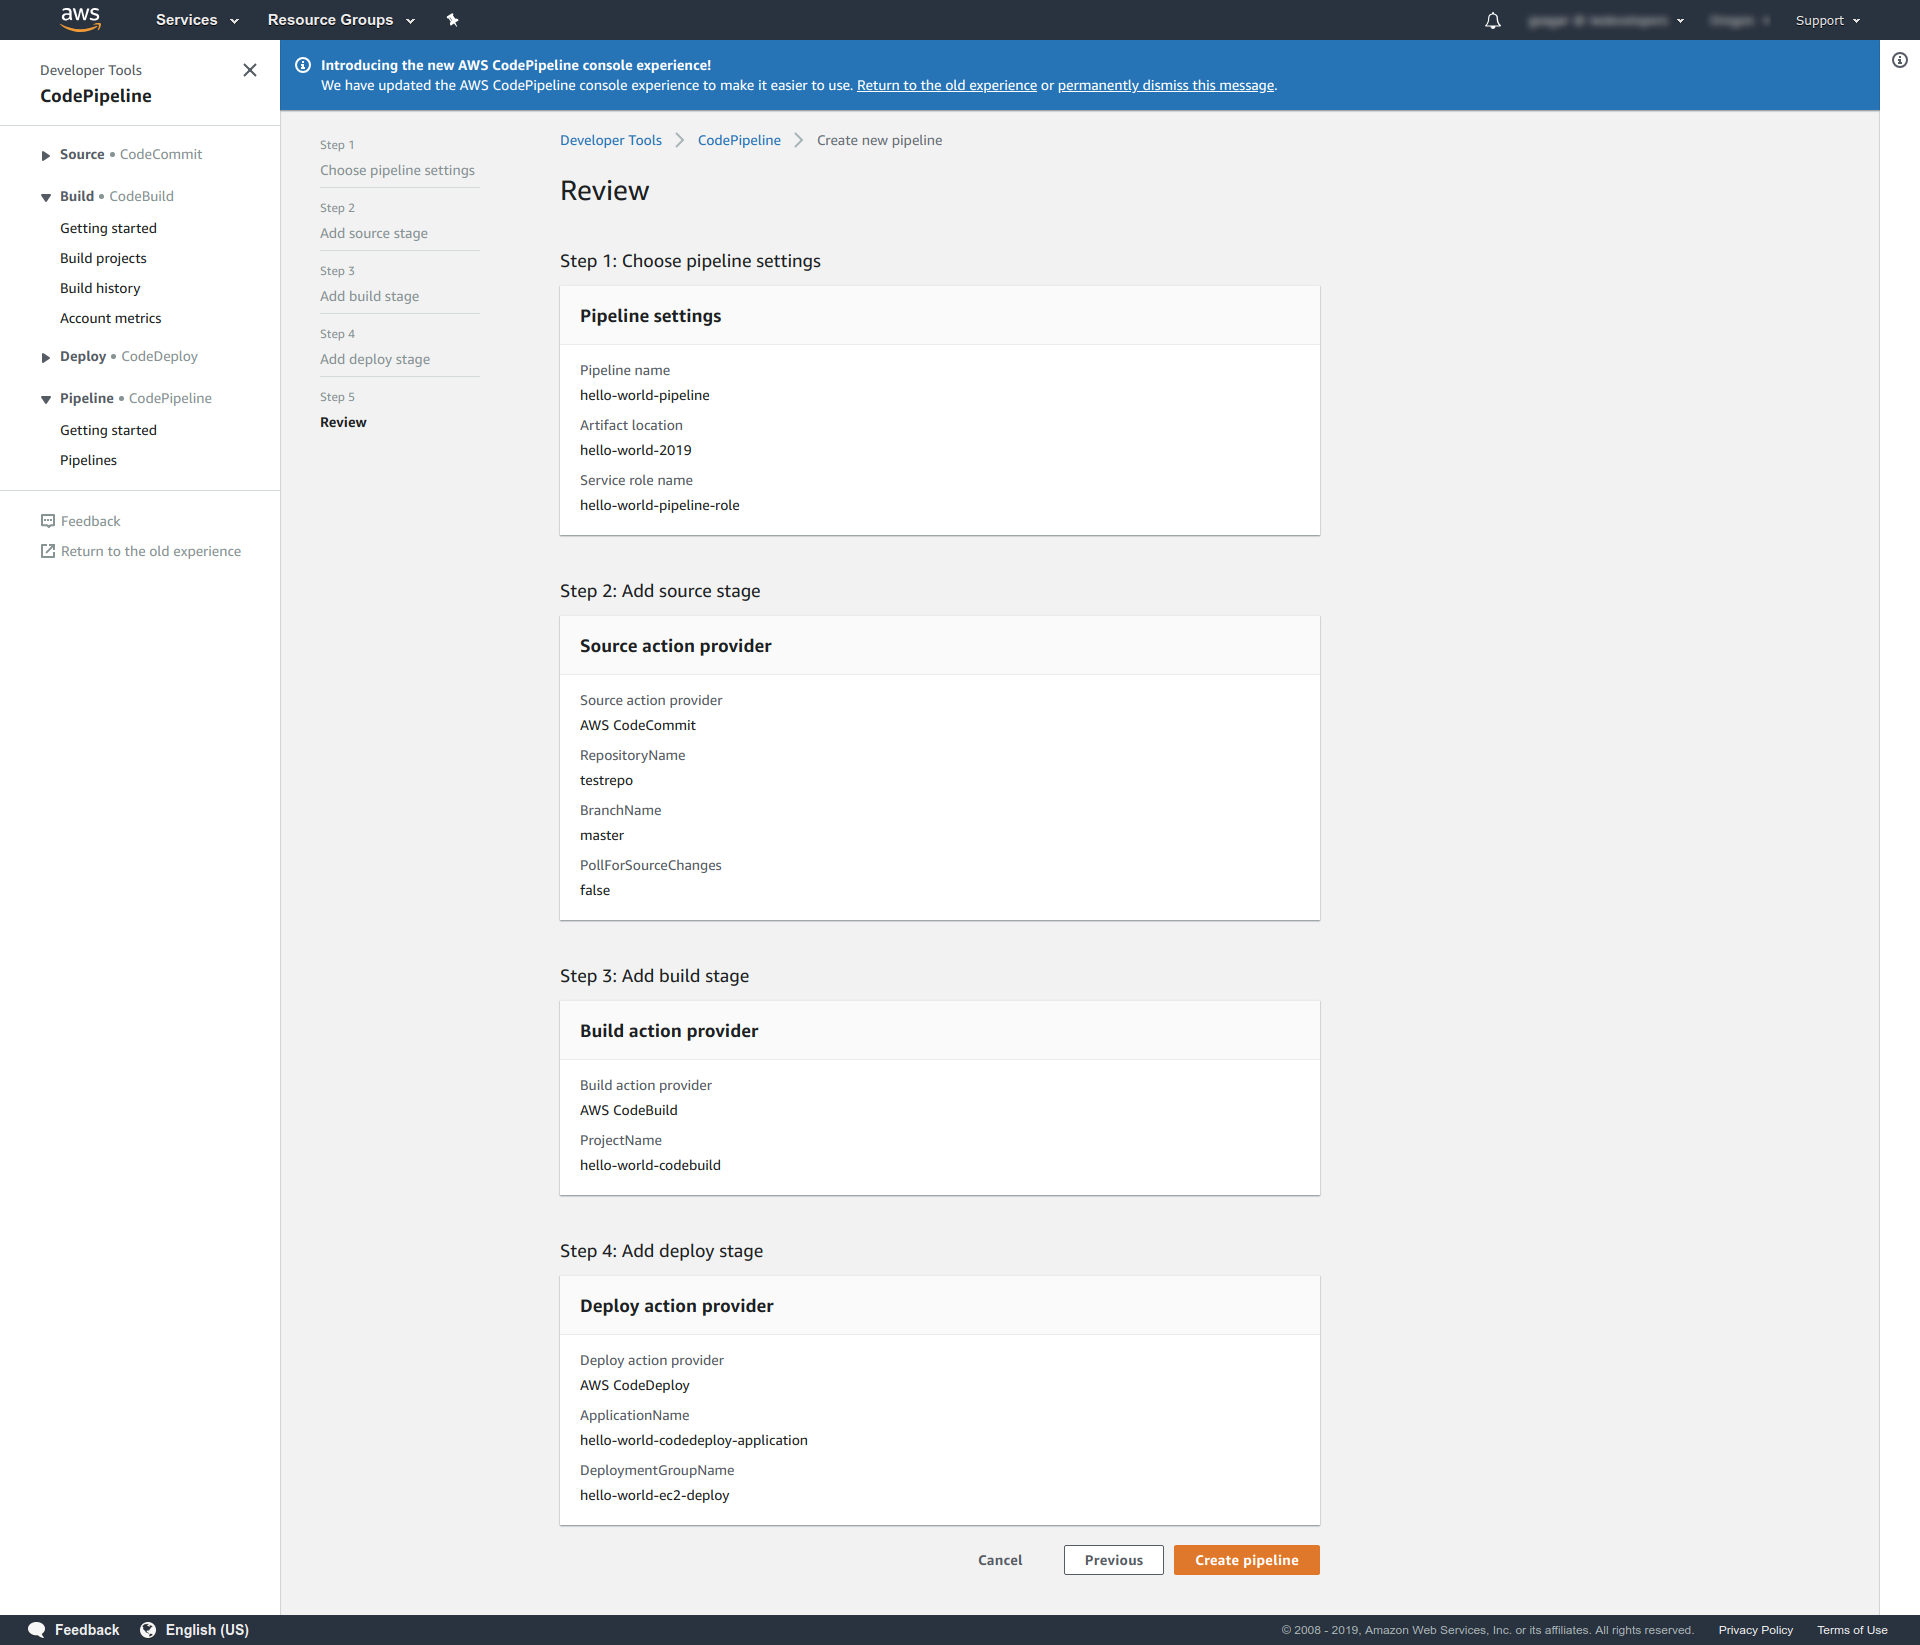 aws
Services
Resource Groups
Support
Developer Tools
CodePipeline
Source • CodeCommit
Build • CodeBuild
Getting started
Build projects
Build history
Account metrics
Deploy • CodeDeploy
Pipeline • CodePipeline
Getting started
Pipelines
Feedback
Return to the old experience
Introducing the new AWS CodePipeline console experience!
We have updated the AWS CodePipeline console experience to make it easier to use. Return to the old experience or permanently dismiss this message.
Step 1
Choose pipeline settings
Step 2
Add source stage
Step 3
Add build stage
Step 4
Add deploy stage
Step 5
Review
Developer Tools > CodePipeline > Create new pipeline
Review
Step 1: Choose pipeline settings
Pipeline settings
Pipeline name
hello-world-pipeline
Artifact location
hello-world-2019
Service role name
hello-world-pipeline-role
Step 2: Add source stage
Source action provider
Source action provider
AWS CodeCommit
RepositoryName
testrepo
BranchName
master
PollForSourceChanges
false
Step 3: Add build stage
Build action provider
Build action provider
AWS CodeBuild
ProjectName
hello-world-codebuild
Step 4: Add deploy stage
Deploy action provider
Deploy action provider
AWS CodeDeploy
ApplicationName
hello-world-codedeploy-application
DeploymentGroupName
hello-world-ec2-deploy
Cancel
Previous
Create pipeline
Feedback
English (US)
© 2008 - 2019, Amazon Web Services, Inc. or its affiliates. All rights reserved.
Privacy Policy
Terms of Use